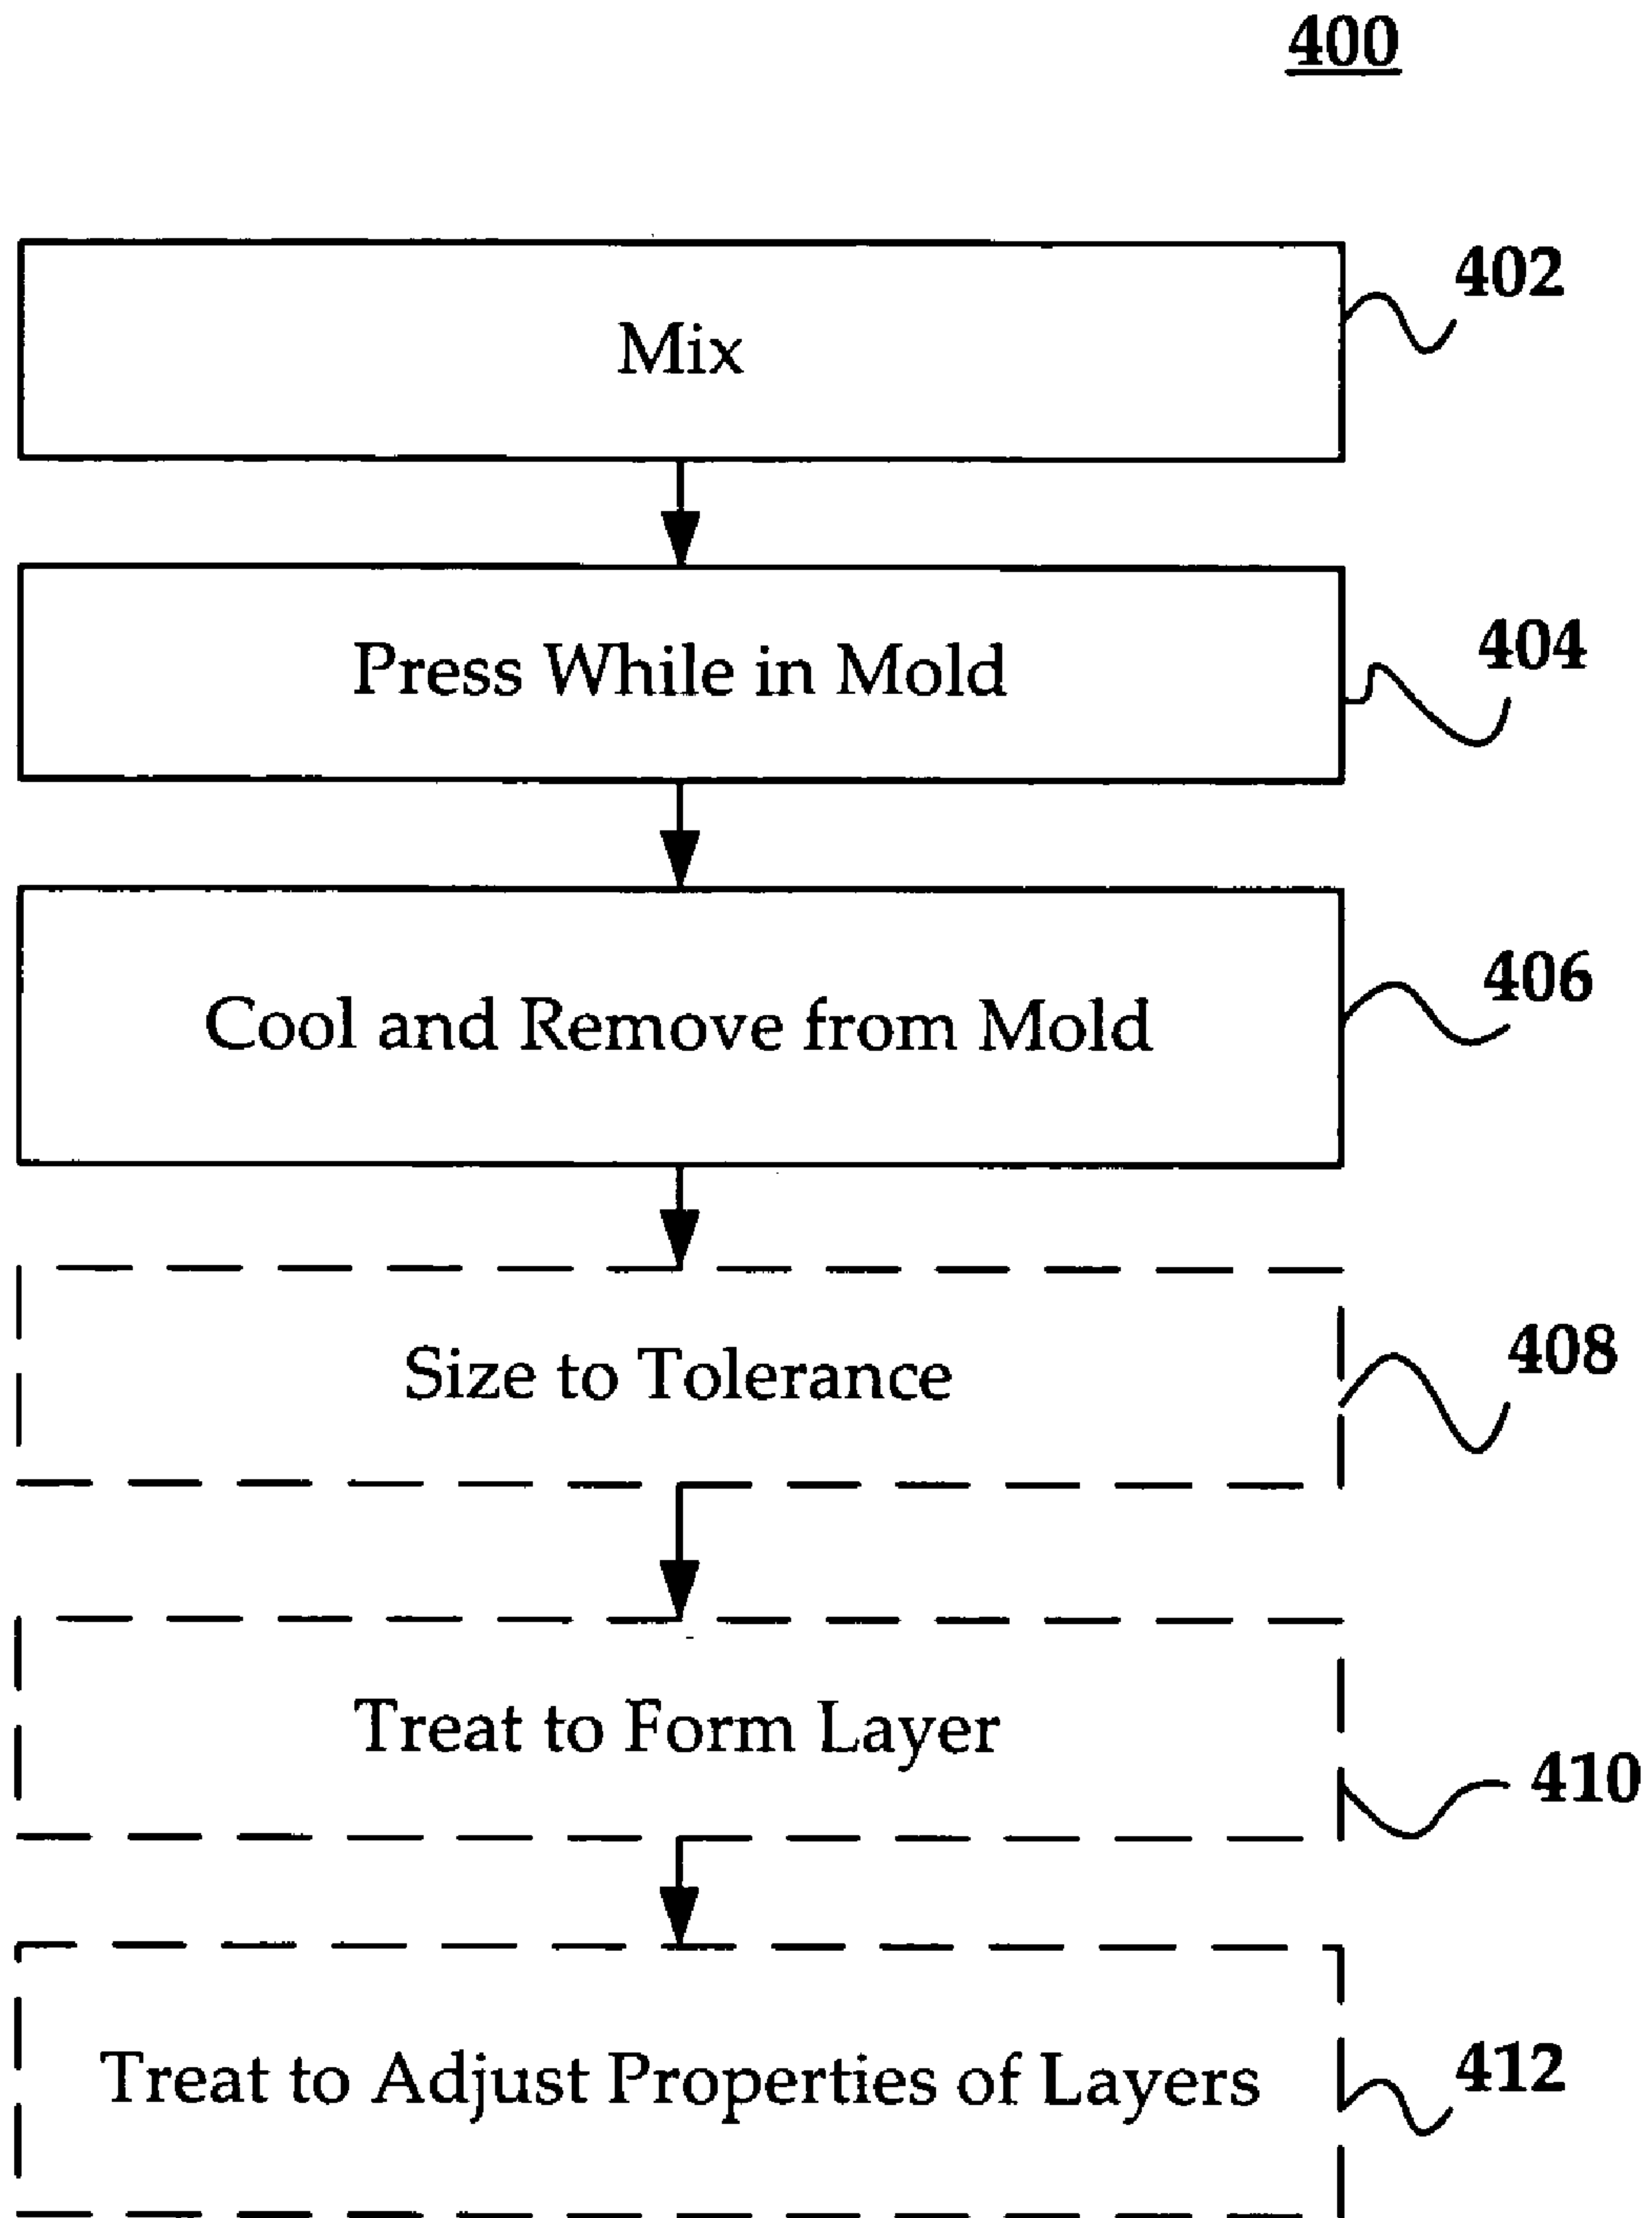 400
Mix
402
Press While in Mold
404
Cool and Remove from Mold
406
Size to Tolerance
408
Treat to Form Layer
410
Treat to Adjust Properties of Layers
412